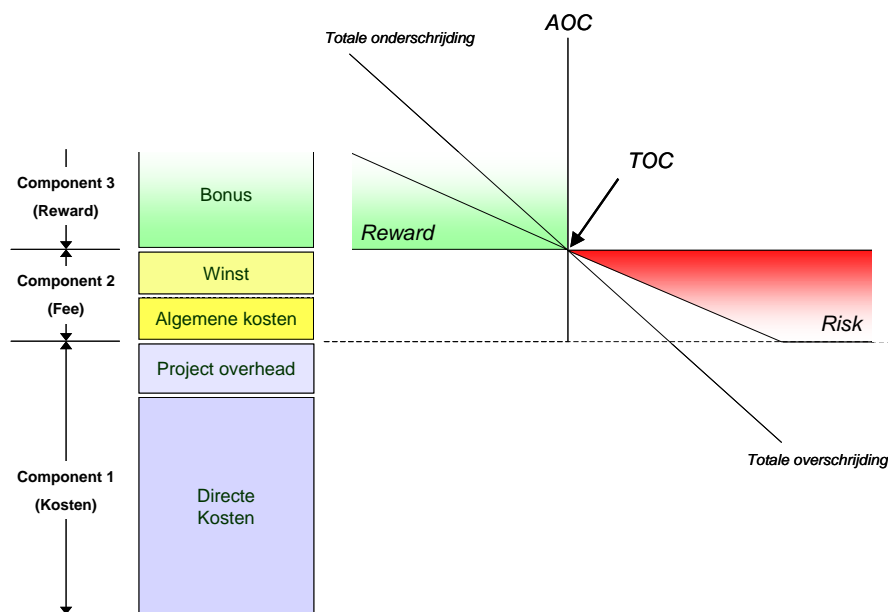 Totale onderschrijding
AOC
TOC
Component 3
(Reward)
Bonus
Reward
Component 2
(Fee)
Winst
Algemene kosten
Risk
Project overhead
Totale overschrijding
Component 1
(Kosten)
Directe
Kosten